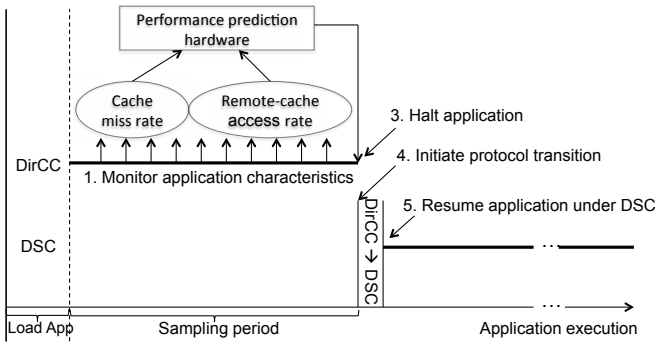 Performance prediction
hardware
Cache
miss rate
Remote-cache
access rate
3. Halt application
DirCC
1. Monitor application characteristics
4. Initiate protocol transition
DirCC → DSC
5. Resume application under DSC
DSC
...
...
Load App
Sampling period
Application execution